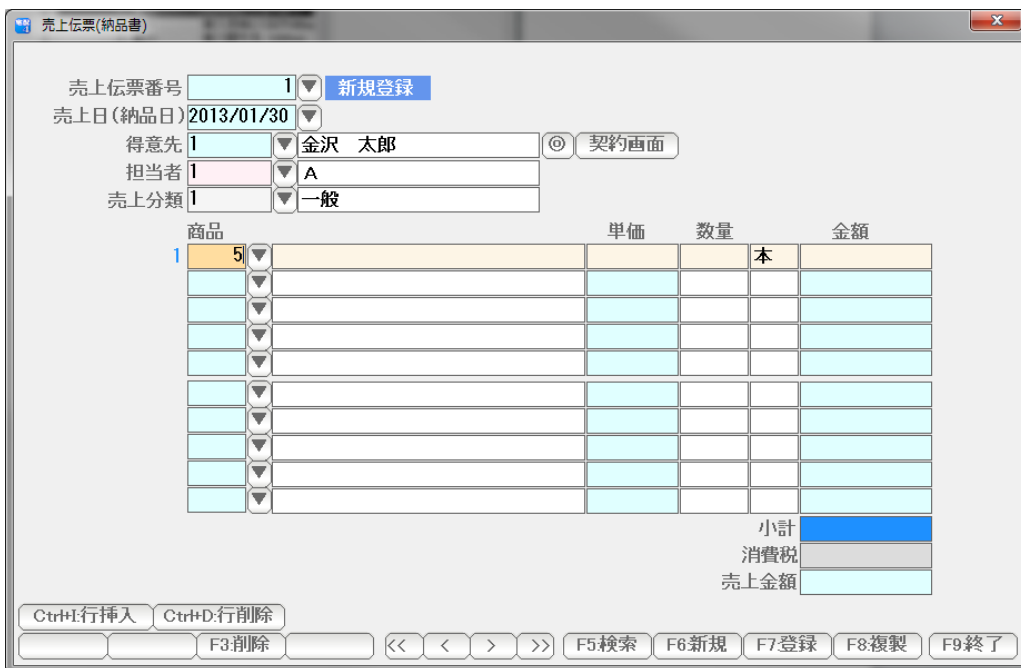 売上伝票(納品書)
売上伝票番号 1 新規登録
売上日(納品日) 2013/01/30
得意先 1 金沢　太郎 ◎ 契約画面
担当者 1 A
売上分類 1 一般
商品 単価 数量 金額
1 5 本
小計
消費税
売上金額
Ctrl+I:行挿入 Ctrl+D:行削除
F3:削除 << < > >> F5:検索 F6:新規 F7:登録 F8:複製 F9:終了